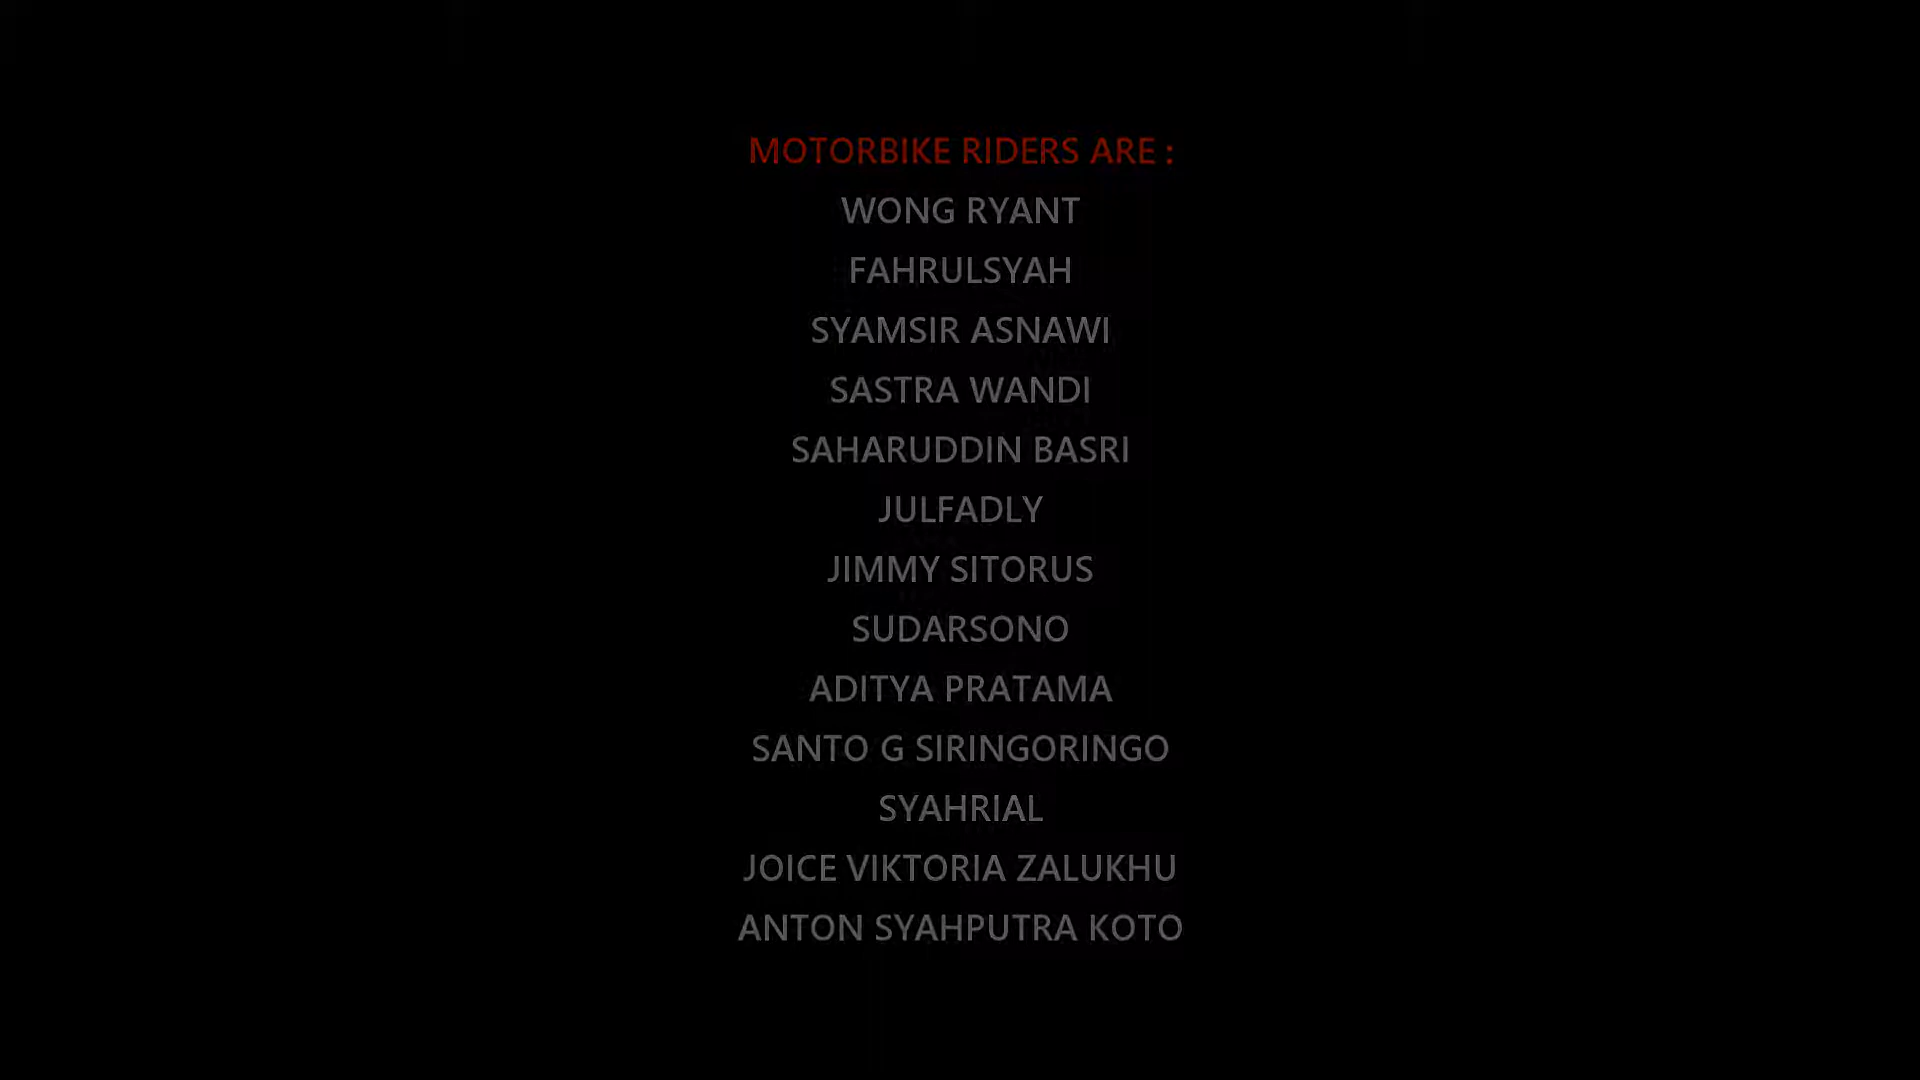 MOTORBIKE RIDERS ARE :
WONG RYANT
FAHRULSYAH
SYAMSIR ASNAWI
SASTRA WANDI
SAHARUDDIN BASRI
JULFADLY
JIMMY SITORUS
SUDARSONO
ADITYA PRATAMA
SANTO G SIRINGORINGO
SYAHRIAL
JOICE VIKTORIA ZALUKHU
ANTON SYAHPUTRA KOTO